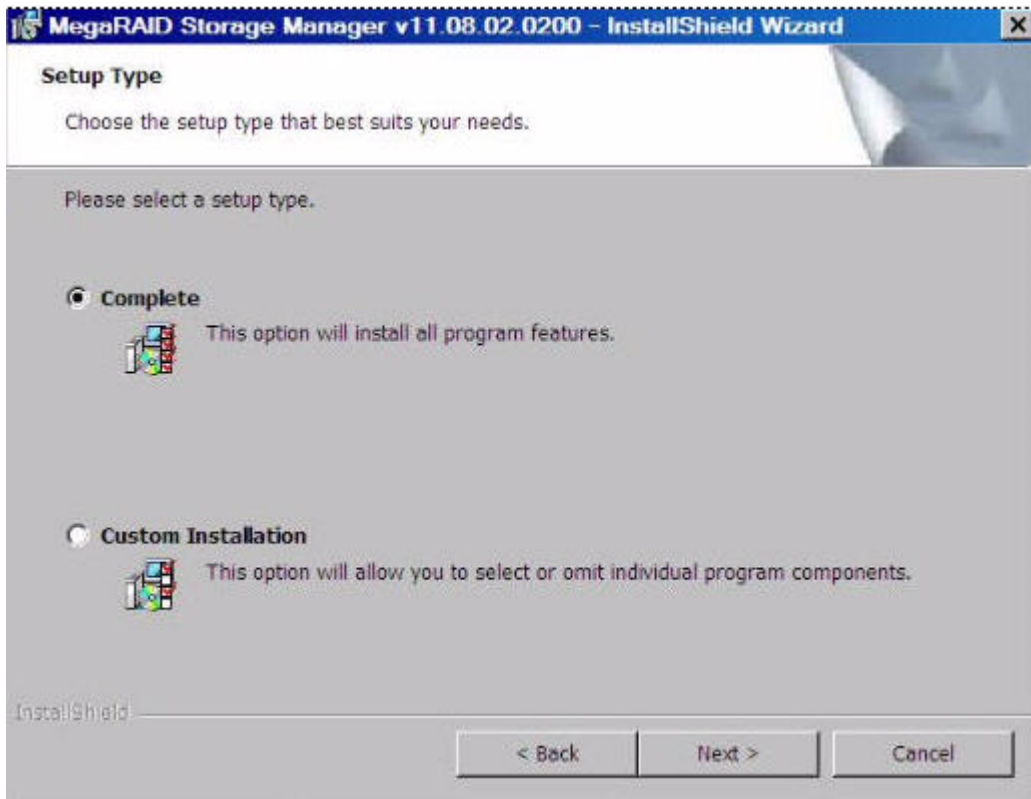 MegaRAID Storage Manager v11.08.02.0200 - InstallShield Wizard
Setup Type
Choose the setup type that best suits your needs.
Please select a setup type.
Complete
This option will install all program features.
Custom Installation
This option will allow you to select or omit individual program components.
InstallShield
< Back
Next >
Cancel